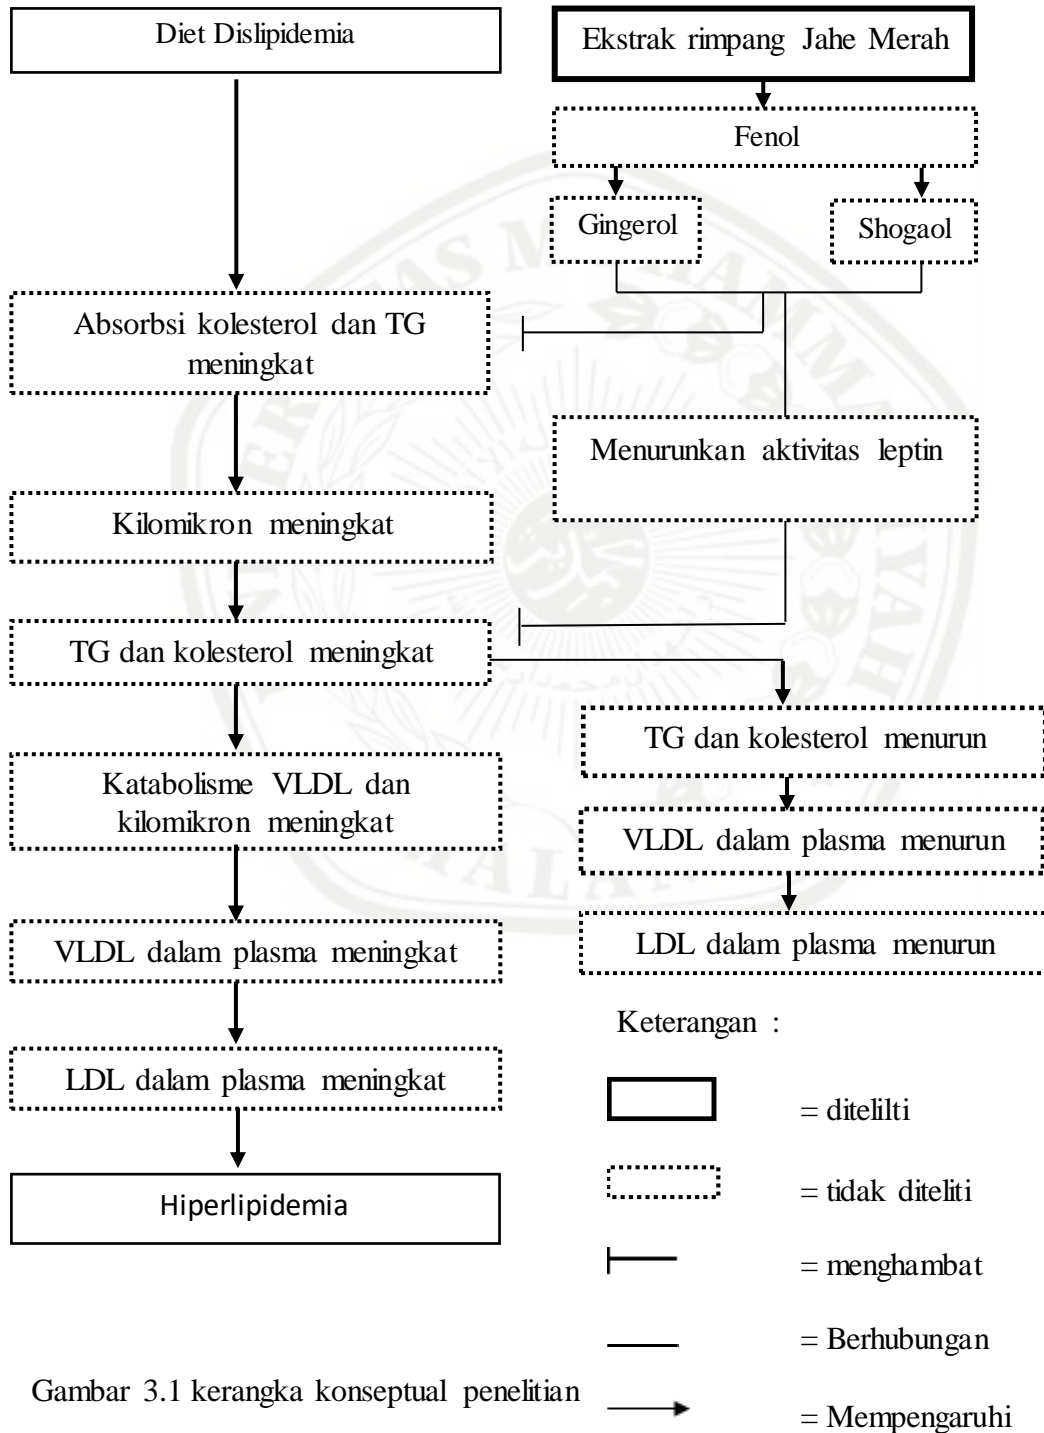 Diet Dislipidemia
Ekstrak rimpang Jahe Merah
Fenol
Gingerol
Shogaol
Absorbsi kolesterol dan TG
meningkat
Menurunkan aktivitas leptin
Kilomikron meningkat
TG dan kolesterol meningkat
TG dan kolesterol menurun
Katabolisme VLDL dan
kilomikron meningkat
VLDL dalam plasma menurun
VLDL dalam plasma meningkat
LDL dalam plasma menurun
LDL dalam plasma meningkat
Hiperlipidemia
Keterangan :
= ditelilti
= tidak diteliti
= menghambat
= Berhubungan
= Mempengaruhi
Gambar 3.1 kerangka konseptual penelitian